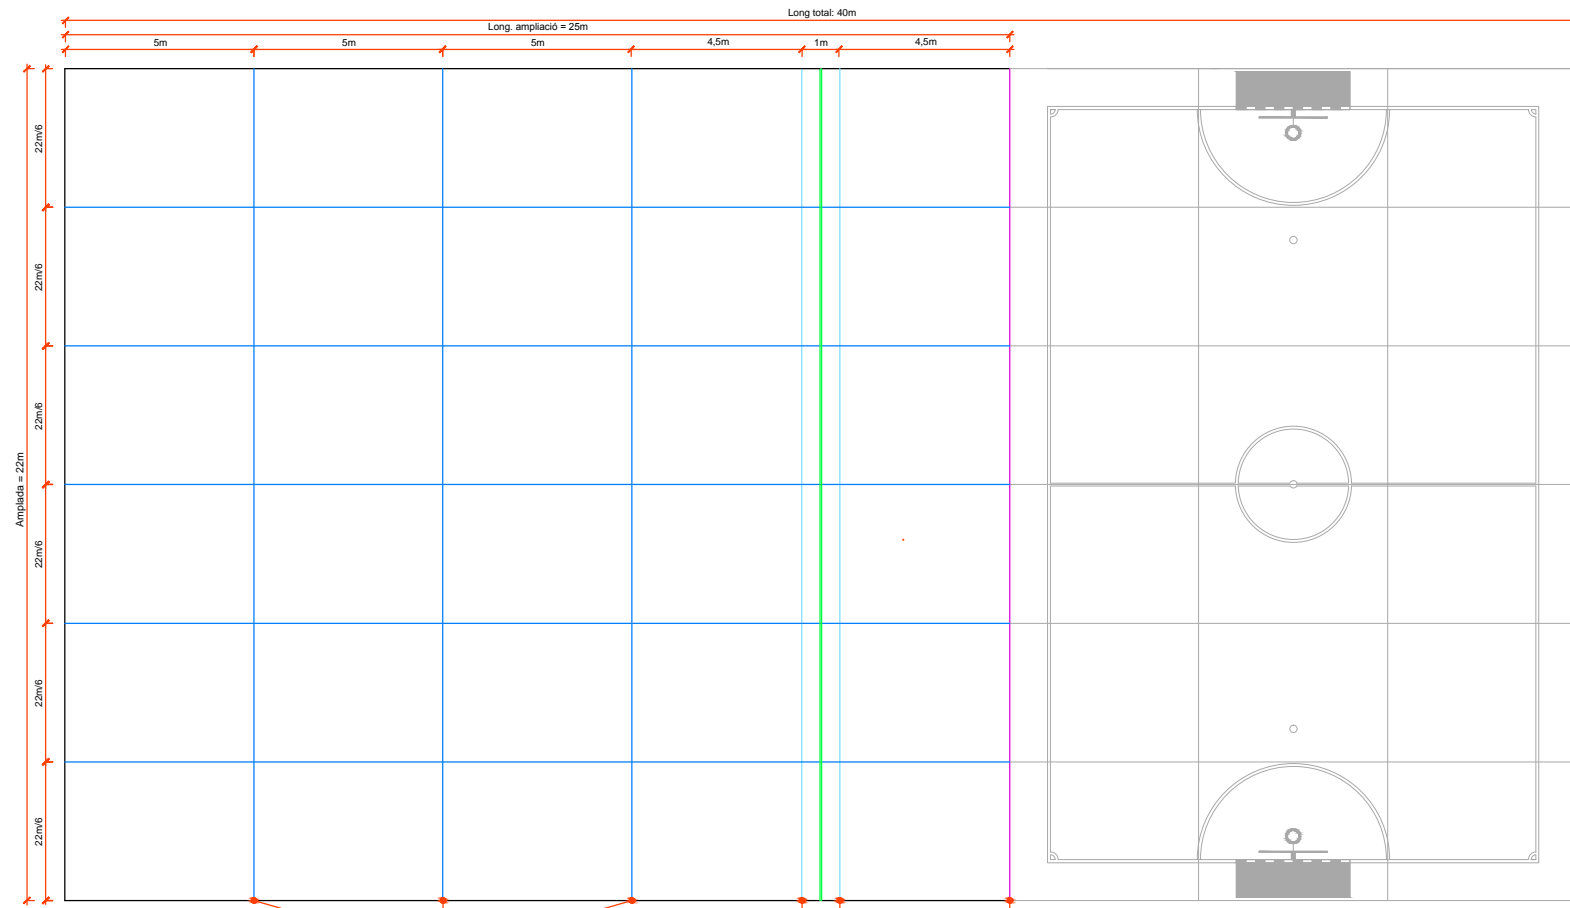 Long total: 40m
Long. ampliació = 25m
5m
5m
5m
4,5m
1m
4,5m
22m/6
22m/6
22m/6
Amplada = 22m
22m/6
22m/6
22m/6